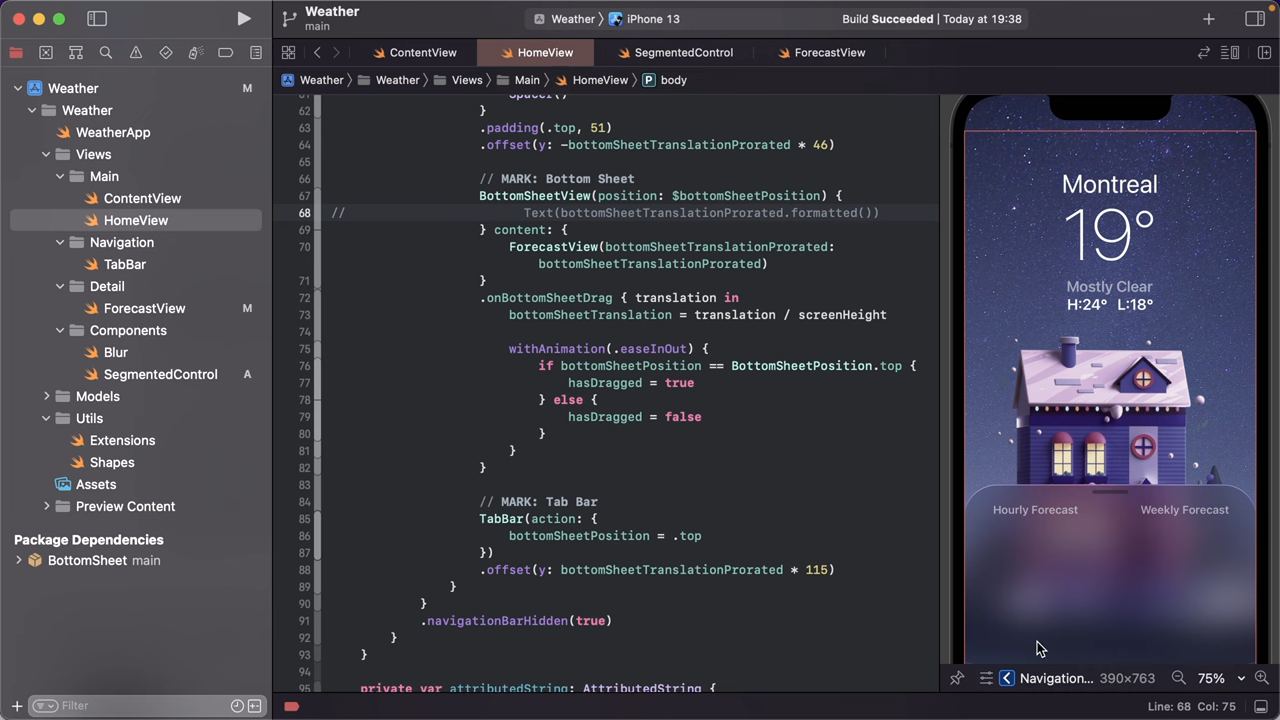 Weather
main
Weather
iPhone 13
Build Succeeded | Today at 19:38
ContentView
HomeView
SegmentedControl
ForecastView
Weather
Weather
Views
Main
HomeView
P
body
Weather
M
Weather
WeatherApp
Views
Main
ContentView
HomeView
Navigation
TabBar
Detail
ForecastView
M
Components
Blur
SegmentedControl
A
Models
Utils
Extensions
Shapes
Assets
Preview Content
Package Dependencies
BottomSheet main
Filter
61 Spacer()
62 }
63 .padding(.top, 51)
64 .offset(y: -bottomSheetTranslationProrated * 46)
65
66 // MARK: Bottom Sheet
67 BottomSheetView(position: $bottomSheetPosition) {
68 // Text(bottomSheetTranslationProrated.formatted())
69 } content: {
70 ForecastView(bottomSheetTranslationProrated:
bottomSheetTranslationProrated)
71 }
72 .onBottomSheetDrag { translation in
73 bottomSheetTranslation = translation / screenHeight
74
75 withAnimation(.easeInOut) {
76 if bottomSheetPosition == BottomSheetPosition.top {
77 hasDragged = true
78 } else {
79 hasDragged = false
80 }
81 }
82 }
83
84 // MARK: Tab Bar
85 TabBar(action: {
86 bottomSheetPosition = .top
87 })
88 .offset(y: bottomSheetTranslationProrated * 115)
89 }
90 }
91 .navigationBarHidden(true)
92 }
93 }
94
95 private var attributedString: AttributedString {
Montreal
19°
Mostly Clear
H:24° L:18°
Hourly Forecast
Weekly Forecast
Navigation...
390×763
75%
Line: 68 Col: 75